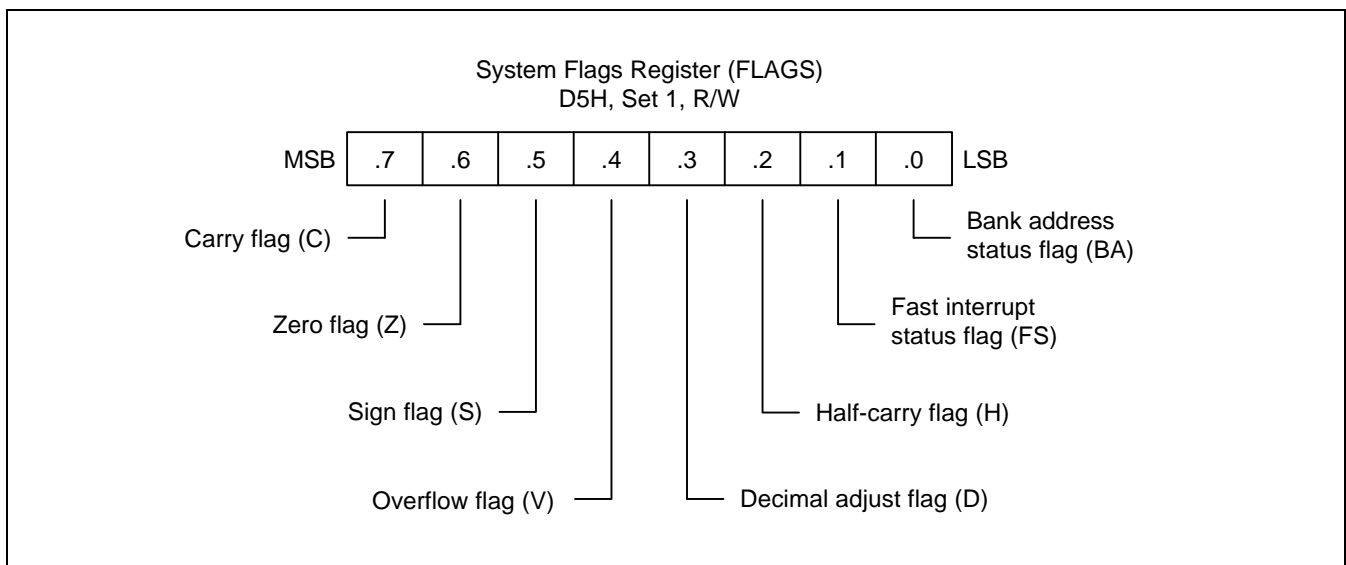 System Flags Register (FLAGS)
D5H, Set 1, R/W
MSB .7 .6 .5 .4 .3 .2 .1 .0 LSB
Carry flag (C)
Bank address
status flag (BA)
Zero flag (Z)
Fast interrupt
status flag (FS)
Sign flag (S)
Half-carry flag (H)
Overflow flag (V)
Decimal adjust flag (D)